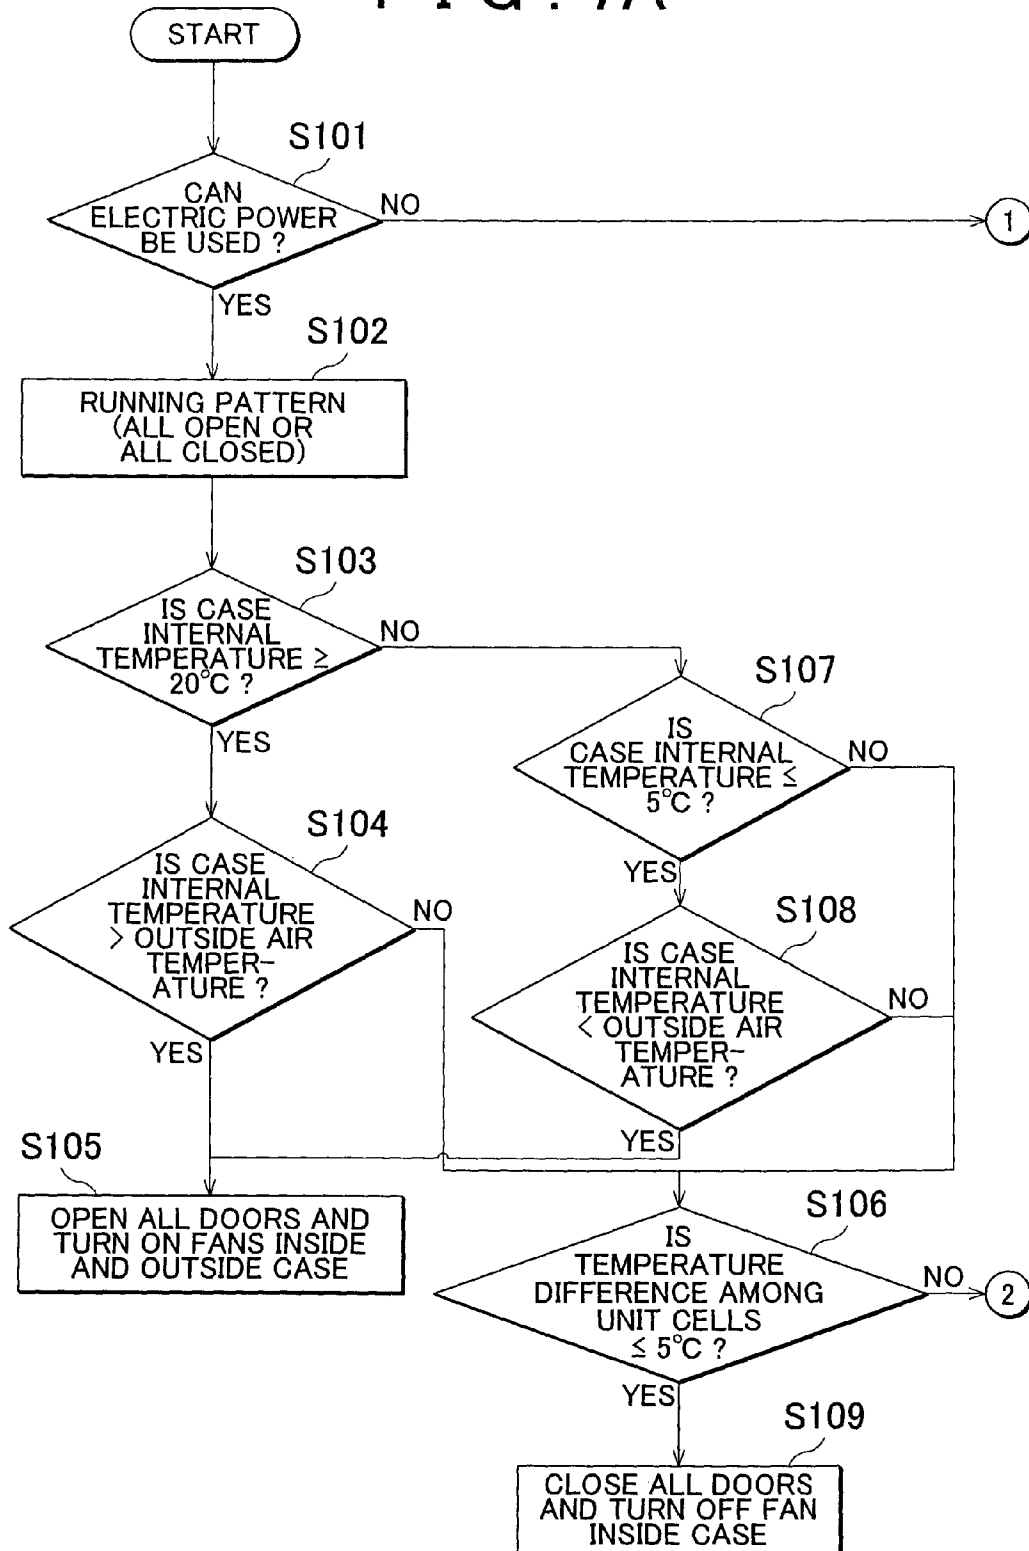 FIG. 7A
START
S101
CAN
ELECTRIC POWER
BE USED ?
NO
1
YES
S102
RUNNING PATTERN
(ALL OPEN OR
ALL CLOSED)
S103
IS CASE
INTERNAL
TEMPERATURE ≥
20°C ?
NO
YES
S107
IS
CASE INTERNAL
TEMPERATURE ≤
5°C ?
NO
YES
S104
IS CASE
INTERNAL
TEMPERATURE
> OUTSIDE AIR
TEMPER-
ATURE ?
NO
YES
S108
IS CASE
INTERNAL
TEMPERATURE
< OUTSIDE AIR
TEMPER-
ATURE ?
NO
YES
S105
OPEN ALL DOORS AND
TURN ON FANS INSIDE
AND OUTSIDE CASE
S106
IS
TEMPERATURE
DIFFERENCE AMONG
UNIT CELLS
≤ 5°C ?
NO
2
YES
S109
CLOSE ALL DOORS
AND TURN OFF FAN
INSIDE CASE